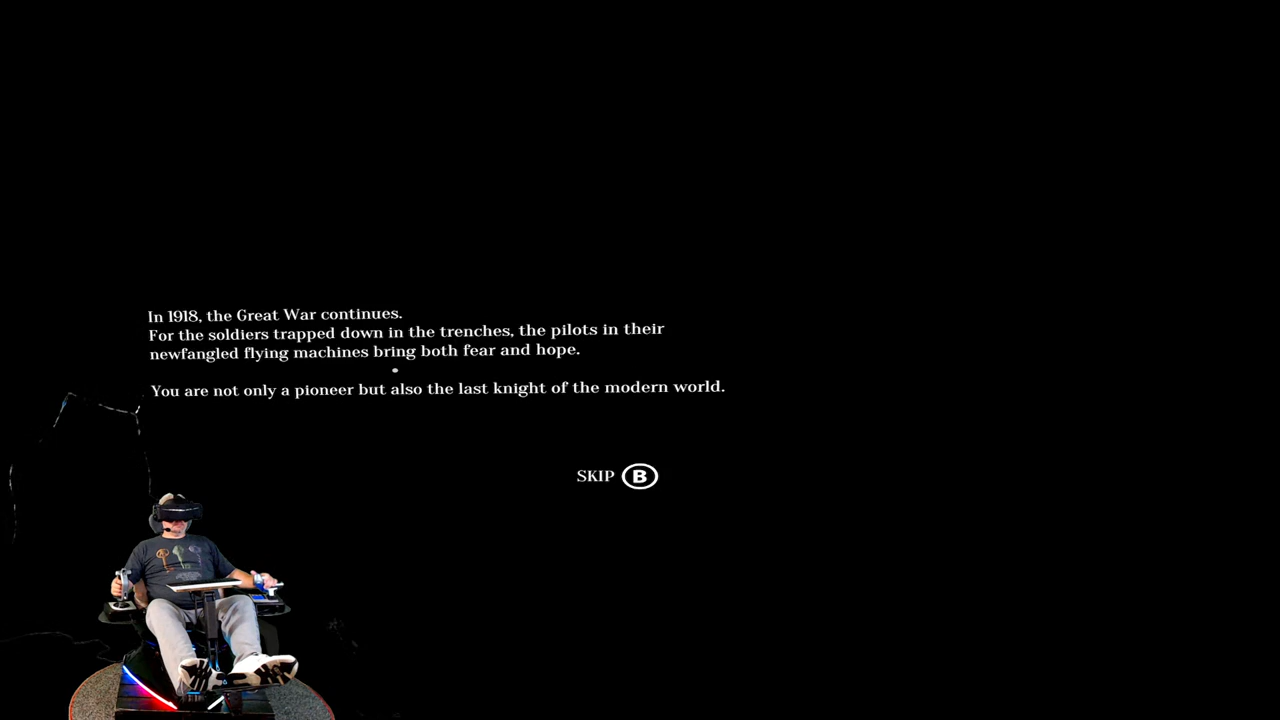 In 1918, the Great War continues.
For the soldiers trapped down in the trenches, the pilots in their
newfangled flying machines bring both fear and hope.
You are not only a pioneer but also the last knight of the modern world.
SKIP B